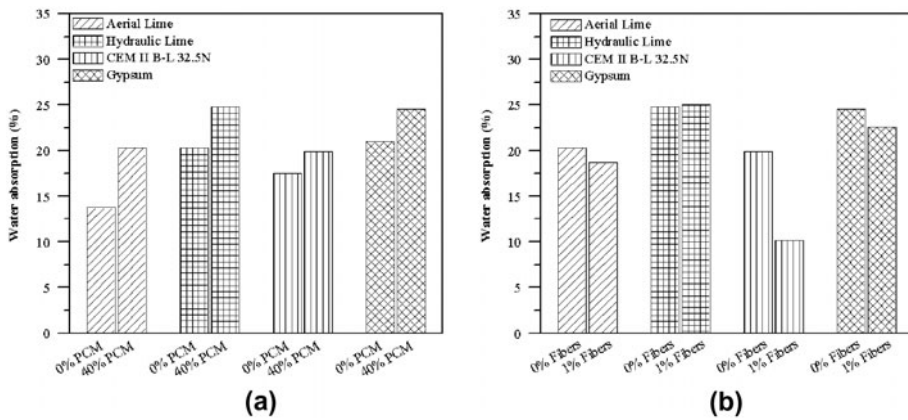 35
30
25
20
15
10
5
0
Water absorption (%)
Aerial Lime
Hydraulic Lime
CEM II B-L 32.5N
Gypsum
0% PCM
40% PCM
0% PCM
40% PCM
0% PCM
40% PCM
0% PCM
40% PCM
(a)
35
30
25
20
15
10
5
0
Water absorption (%)
Aerial Lime
Hydraulic Lime
CEM II B-L 32.5N
Gypsum
0% Fibers
1% Fibers
0% Fibers
1% Fibers
0% Fibers
1% Fibers
0% Fibers
1% Fibers
(b)